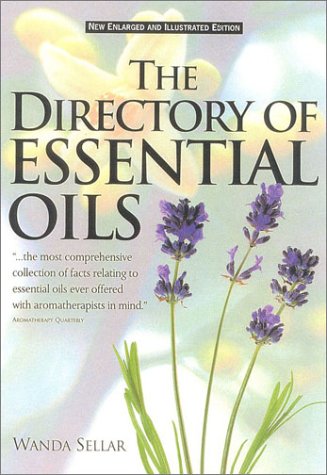 New Enlarged and Illustrated Edition
The
Directory of
Essential
Oils
"...the most comprehensive
collection of facts relating to
essential oils ever offered
with aromatherapists in mind."
Aromatherapy Quarterly
Wanda Sellar